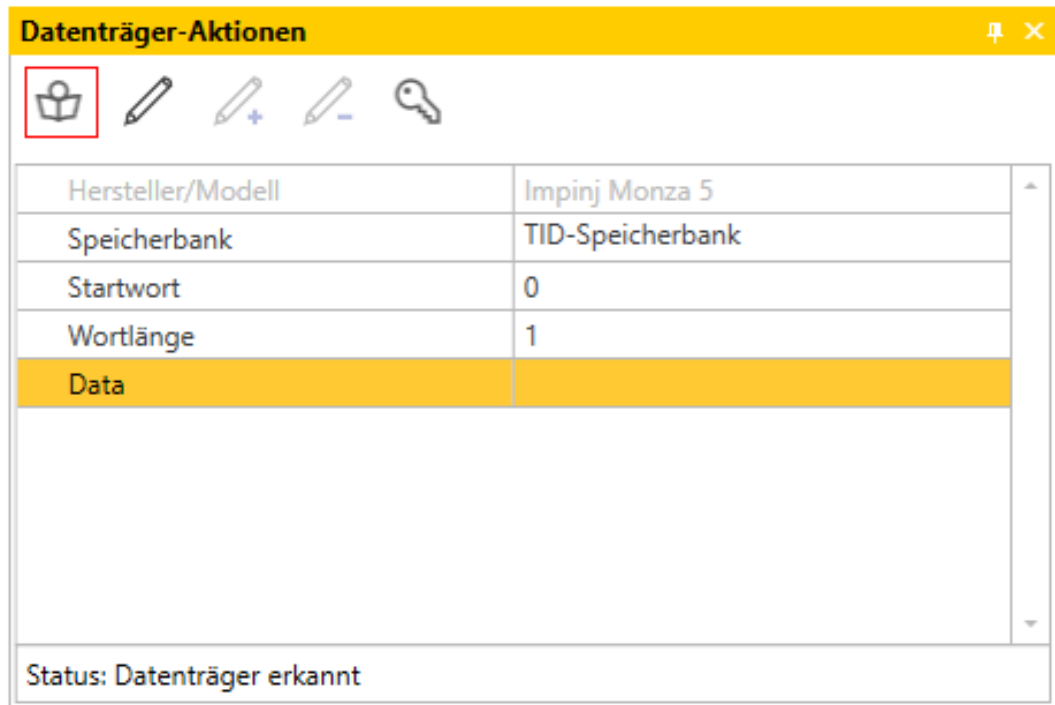 Datenträger-Aktionen
Hersteller/Modell Impinj Monza 5
Speicherbank TID-Speicherbank
Startwort 0
Wortlänge 1
Data
Status: Datenträger erkannt